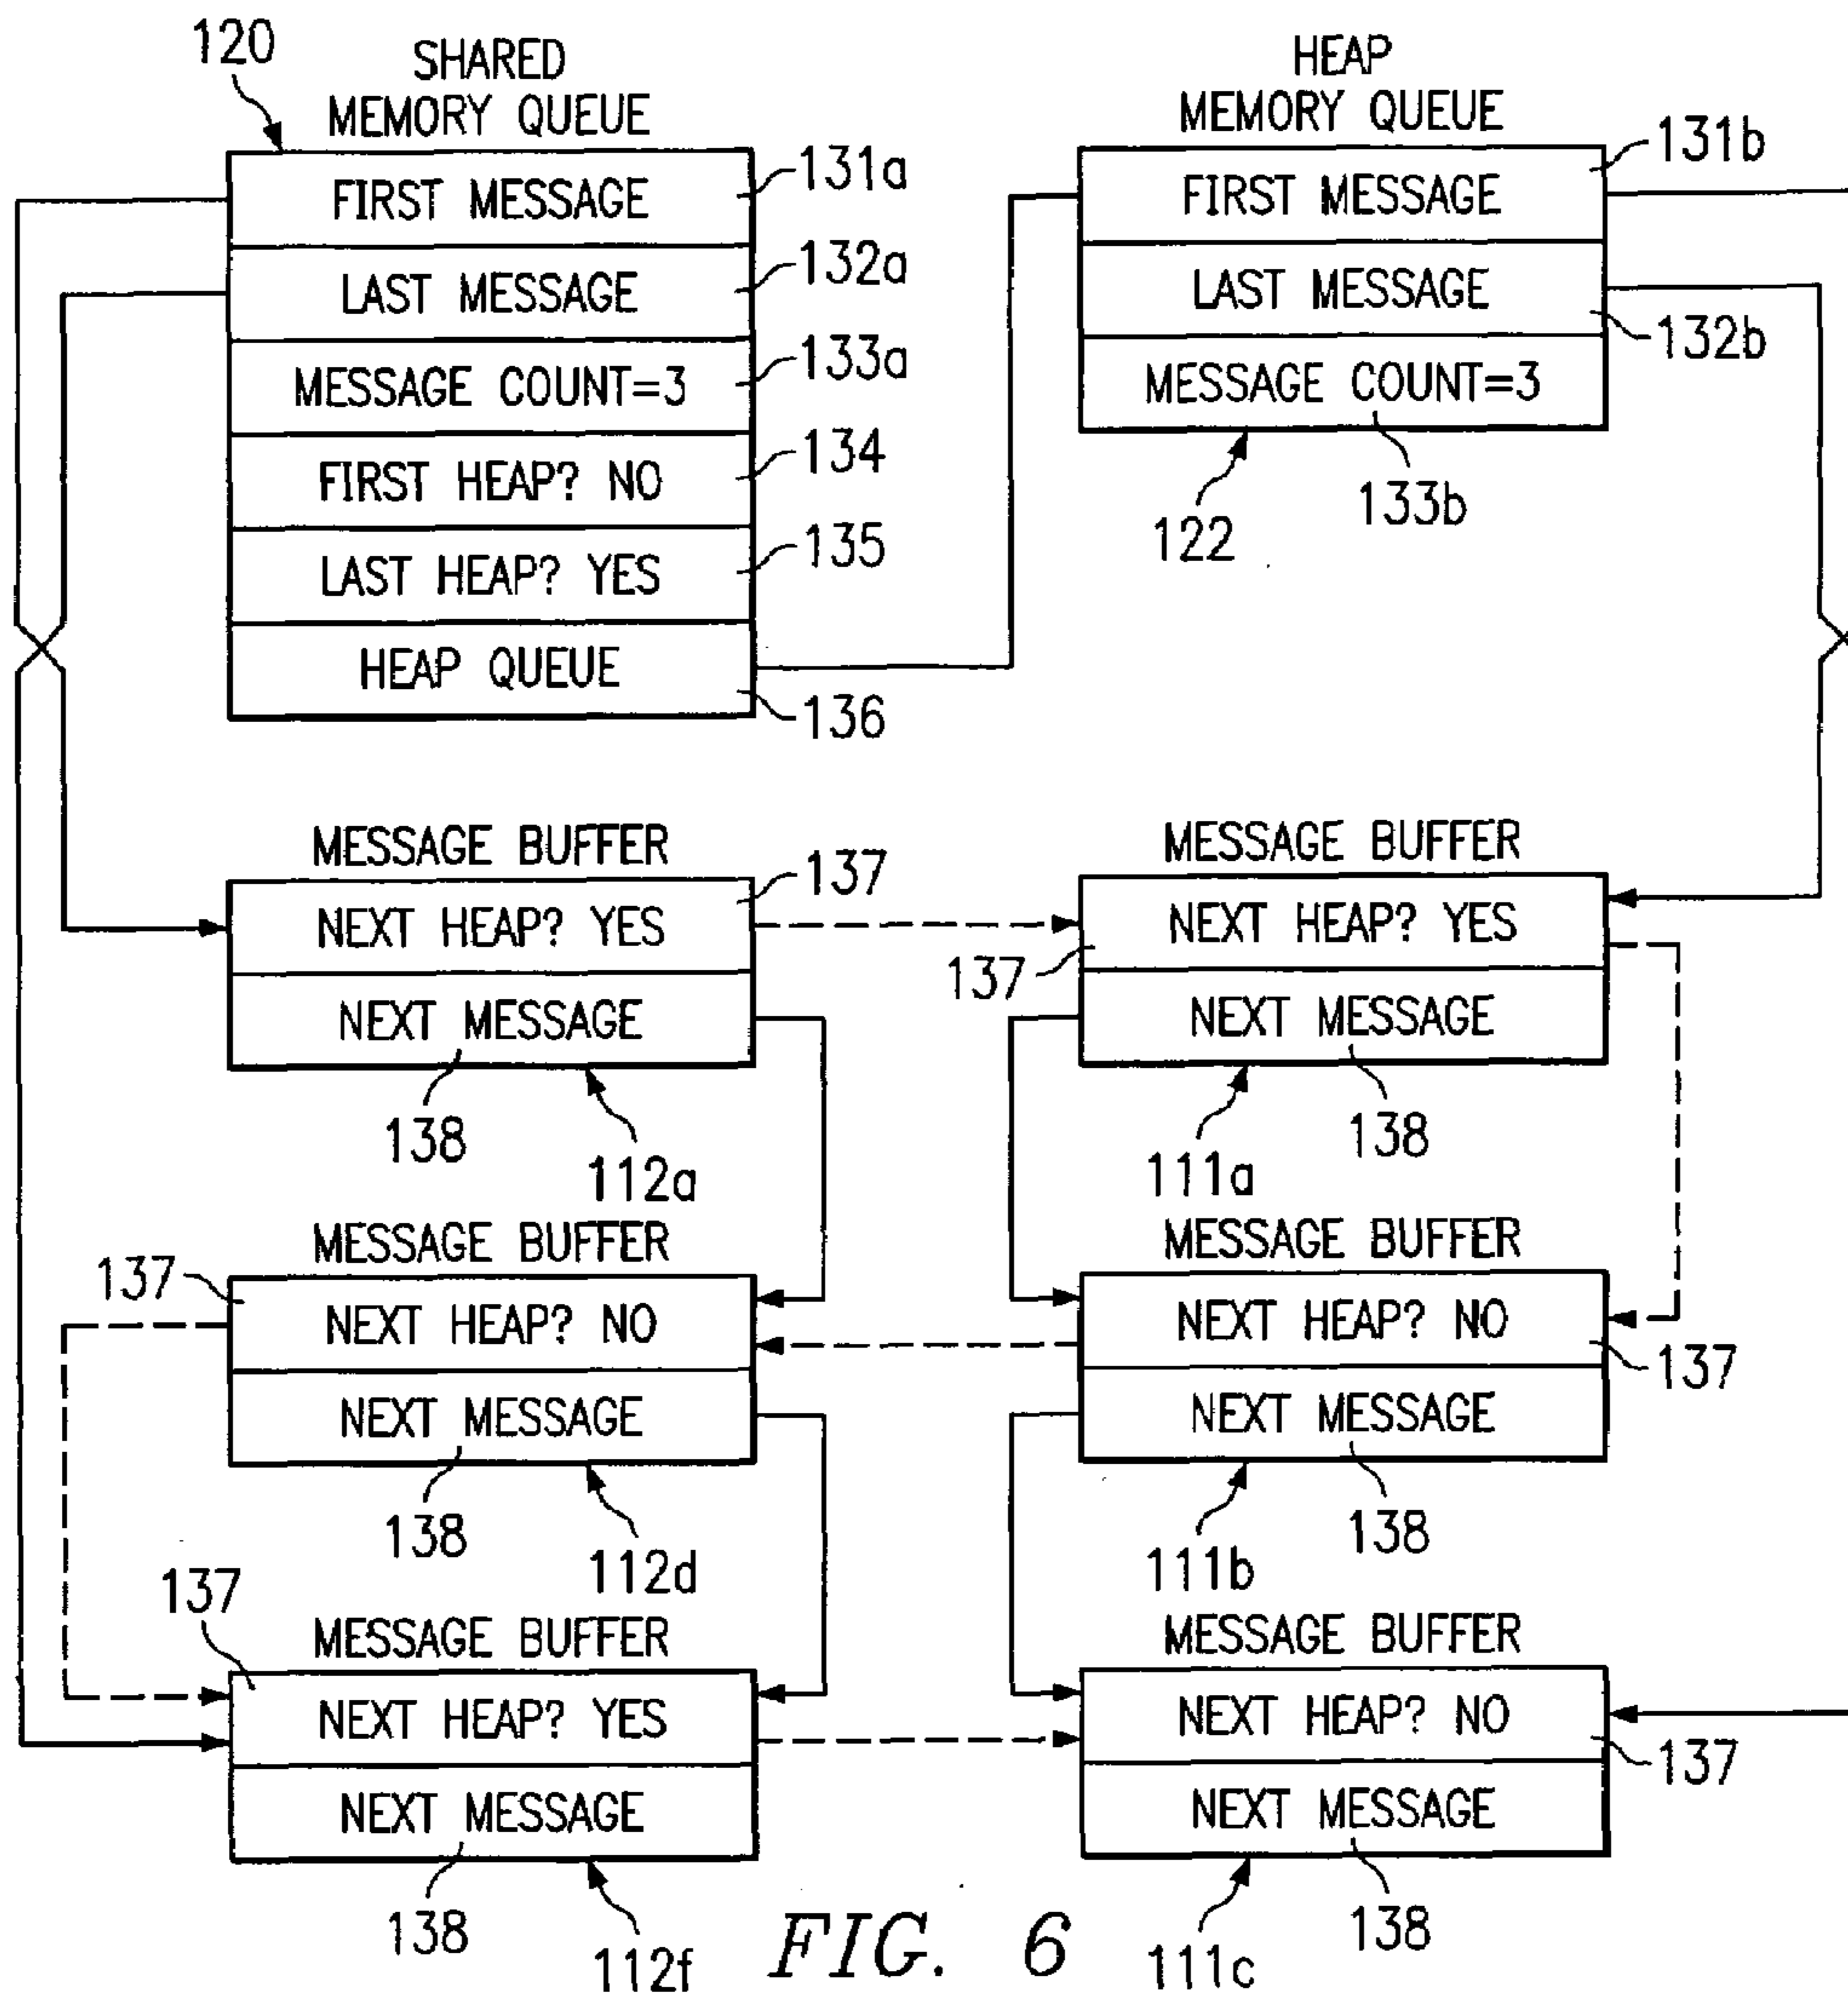 120
SHARED
MEMORY QUEUE
FIRST MESSAGE
131a
LAST MESSAGE
132a
MESSAGE COUNT=3
133a
FIRST HEAP? NO
134
LAST HEAP? YES
135
HEAP QUEUE
136
HEAP
MEMORY QUEUE
FIRST MESSAGE
131b
LAST MESSAGE
132b
MESSAGE COUNT=3
133b
122
MESSAGE BUFFER
NEXT HEAP? YES
137
NEXT MESSAGE
138
112a
MESSAGE BUFFER
NEXT HEAP? YES
137
NEXT MESSAGE
138
111a
MESSAGE BUFFER
137
NEXT HEAP? NO
NEXT MESSAGE
138
112d
MESSAGE BUFFER
NEXT HEAP? NO
137
NEXT MESSAGE
138
111b
137
MESSAGE BUFFER
NEXT HEAP? YES
NEXT MESSAGE
138
112f
MESSAGE BUFFER
NEXT HEAP? NO
137
NEXT MESSAGE
138
111c
FIG. 6